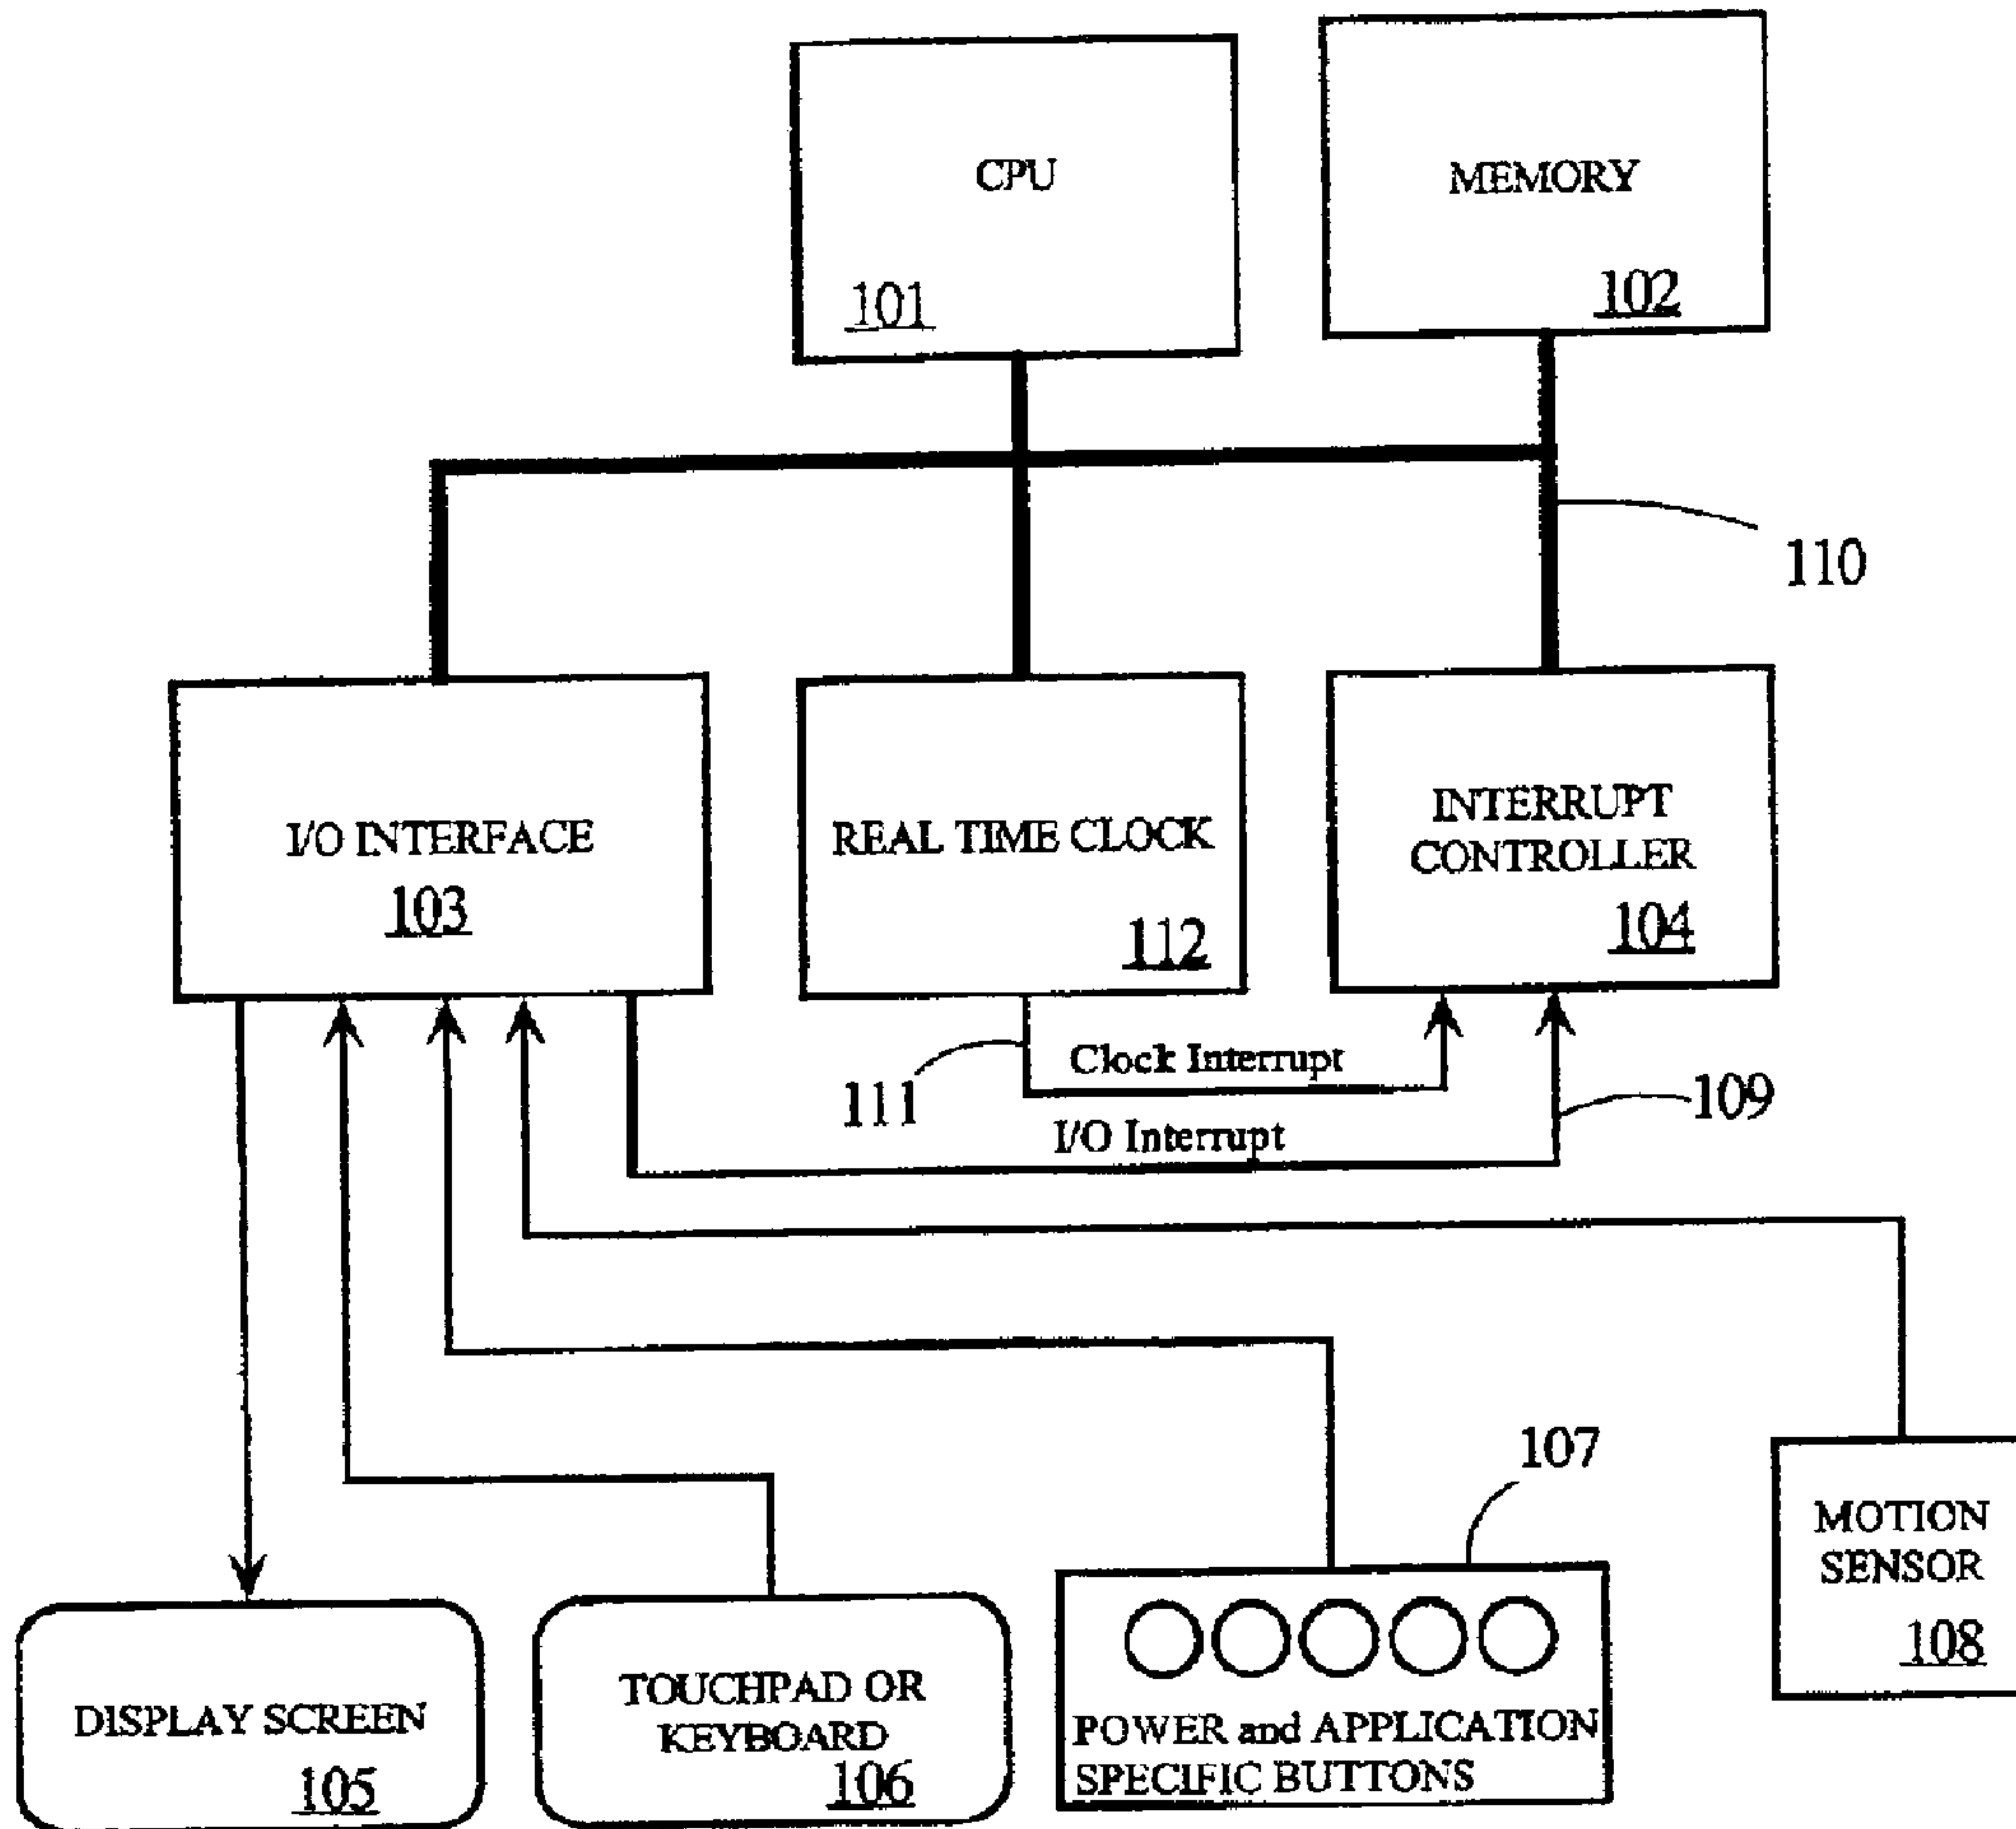 CPU
101
MEMORY
102
110
I/O INTERFACE
103
REAL TIME CLOCK
112
INTERRUPT
CONTROLLER
104
111
Clock Interrupt
109
I/O Interrupt
107
MOTION
SENSOR
108
DISPLAY SCREEN
105
TOUCHPAD OR
KEYBOARD
106
POWER and APPLICATION
SPECIFIC BUTTONS